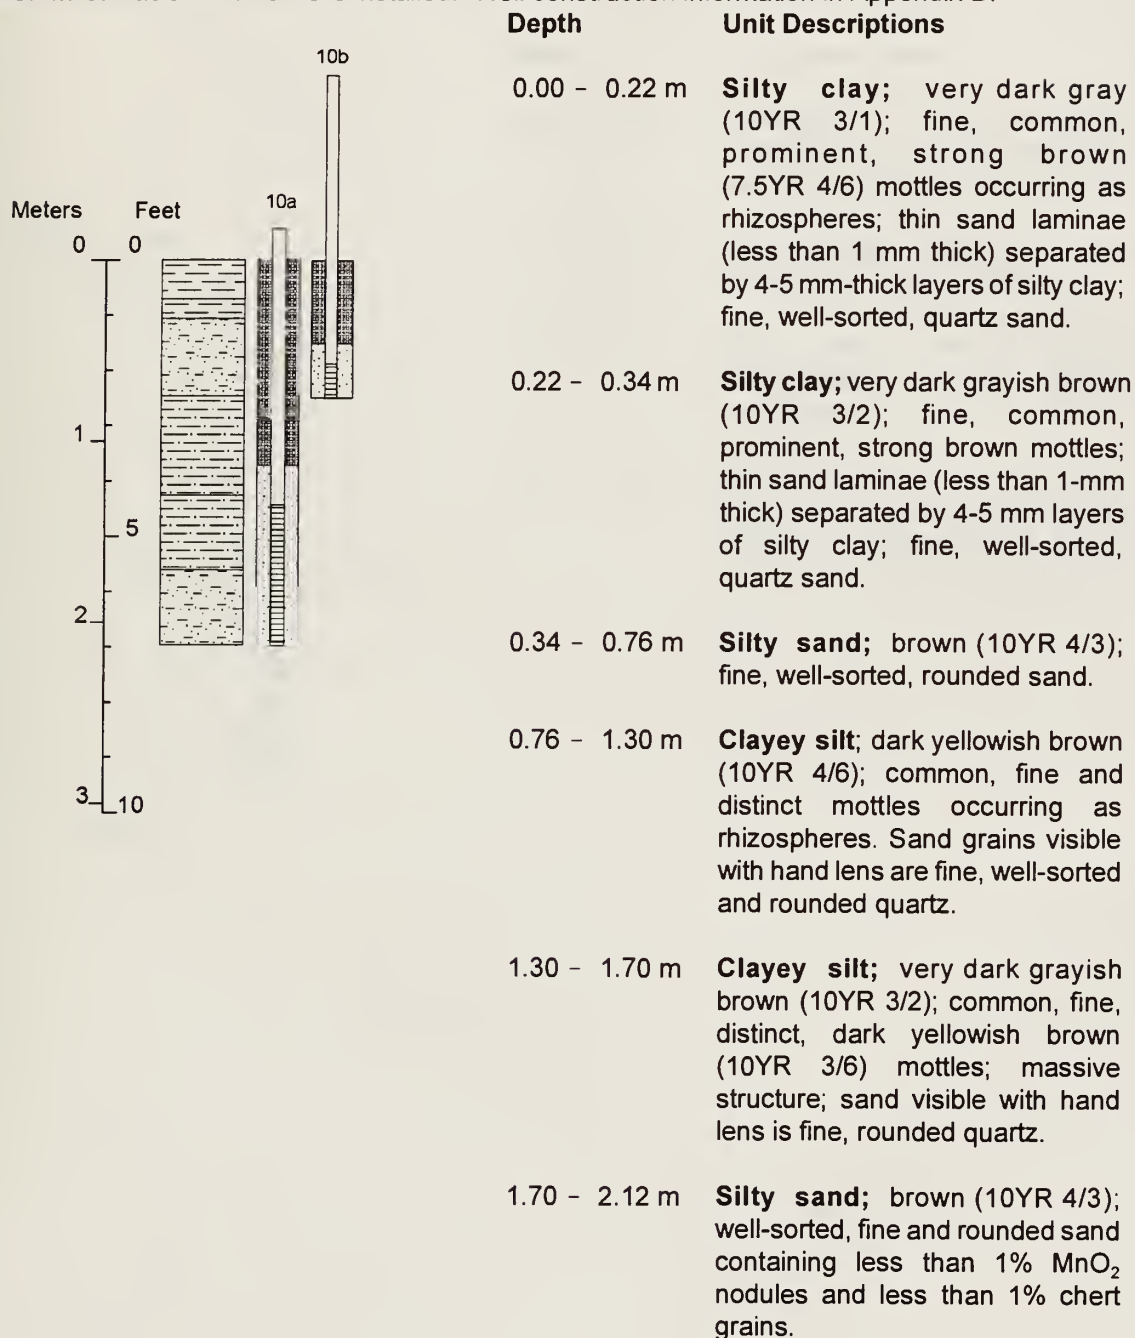 Depth Unit Descriptions
10b
0.00 - 0.22 m Silty clay; very dark gray
(10YR 3/1); fine, common,
prominent, strong brown
(7.5YR 4/6) mottles occurring as
rhizospheres; thin sand laminae
(less than 1 mm thick) separated
by 4-5 mm-thick layers of silty clay;
fine, well-sorted, quartz sand.
10a
Meters Feet
0 0
1
5
2
3 10
0.22 - 0.34 m Silty clay; very dark grayish brown
(10YR 3/2); fine, common,
prominent, strong brown mottles;
thin sand laminae (less than 1-mm
thick) separated by 4-5 mm layers
of silty clay; fine, well-sorted,
quartz sand.
0.34 - 0.76 m Silty sand; brown (10YR 4/3);
fine, well-sorted, rounded sand.
0.76 - 1.30 m Clayey silt; dark yellowish brown
(10YR 4/6); common, fine and
distinct mottles occurring as
rhizospheres. Sand grains visible
with hand lens are fine, well-sorted
and rounded quartz.
1.30 - 1.70 m Clayey silt; very dark grayish
brown (10YR 3/2); common, fine,
distinct, dark yellowish brown
(10YR 3/6) mottles; massive
structure; sand visible with hand
lens is fine, rounded quartz.
1.70 - 2.12 m Silty sand; brown (10YR 4/3);
well-sorted, fine and rounded sand
containing less than 1% MnO₂
nodules and less than 1% chert
grains.